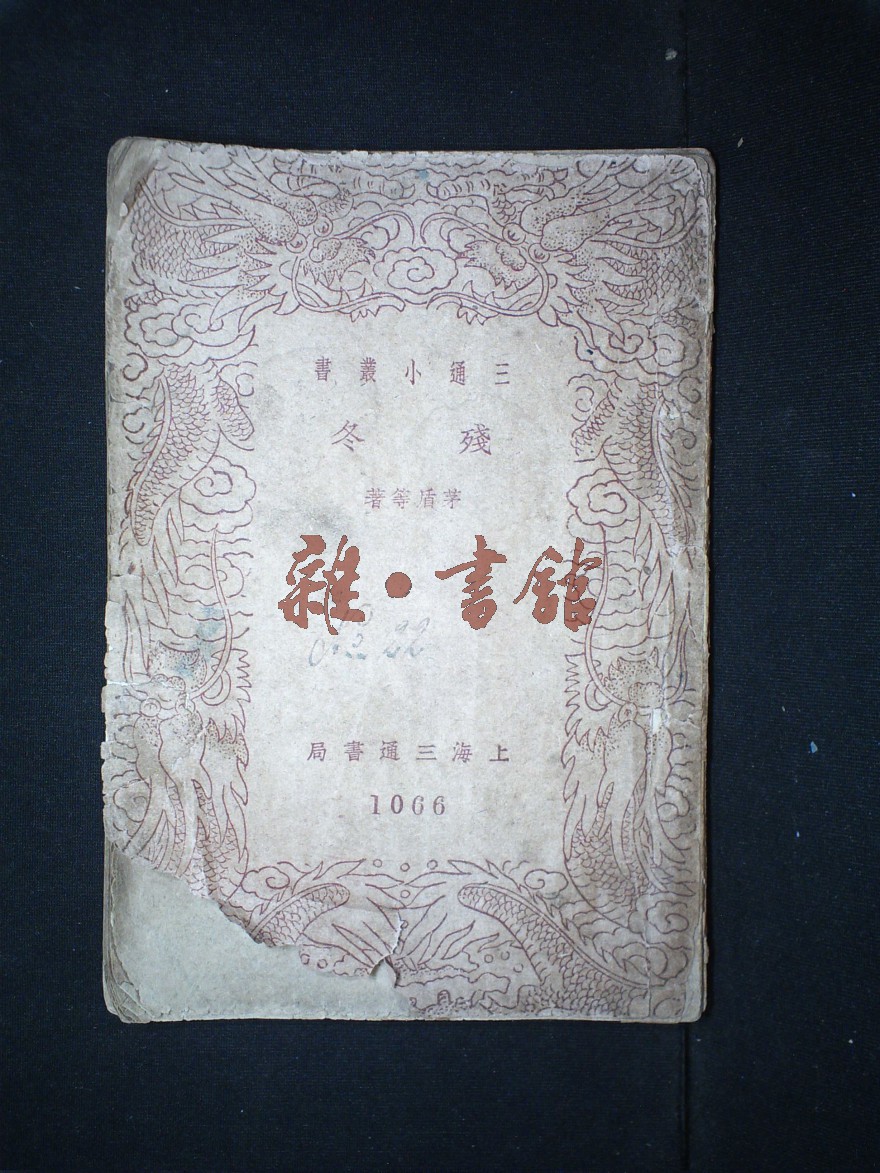 三通小叢書
殘冬
茅盾等著
雜·書館
上海三通書局
1066